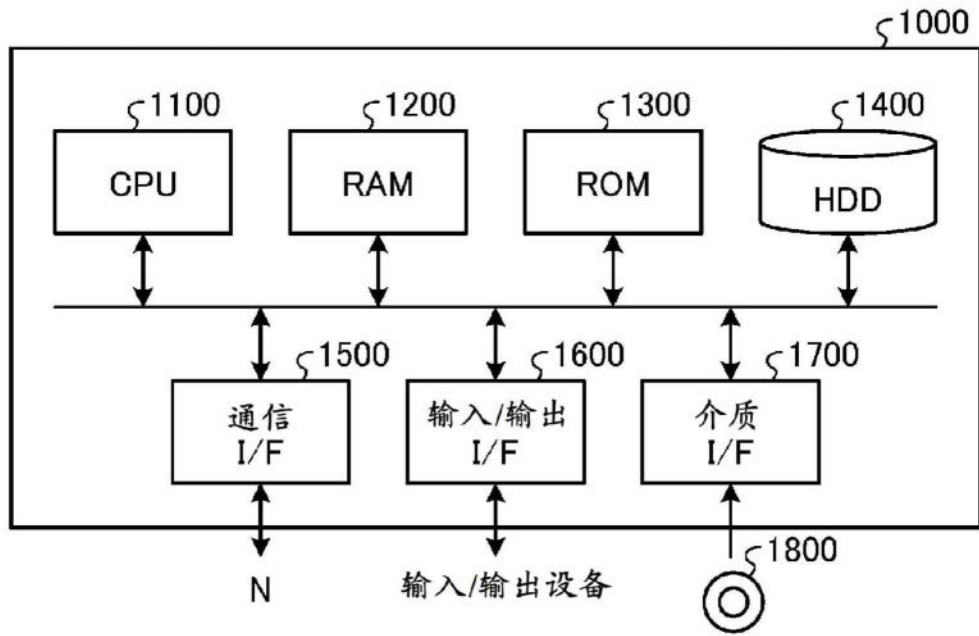 1000
1100
1200
1300
1400
CPU
RAM
ROM
HDD
1500
1600
1700
通信
I/F
输入/输出
I/F
介质
I/F
N
输入/输出设备
1800